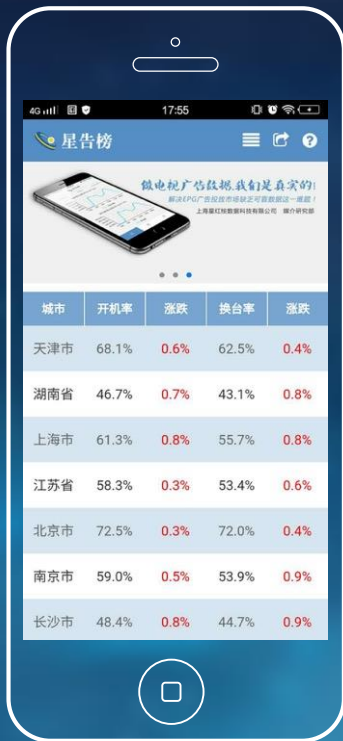 4G 17:55
星告榜
做电视广告数据,我们是真实的!
解决EPG广告投放市场缺乏可靠数据这一难题!
上海星红桉数据科技有限公司 媒介研究部
城市 开机率 涨跌 换台率 涨跌
天津市 68.1% 0.6% 62.5% 0.4%
湖南省 46.7% 0.7% 43.1% 0.8%
上海市 61.3% 0.8% 55.7% 0.8%
江苏省 58.3% 0.3% 53.4% 0.6%
北京市 72.5% 0.3% 72.0% 0.4%
南京市 59.0% 0.5% 53.9% 0.9%
长沙市 48.4% 0.8% 44.7% 0.9%